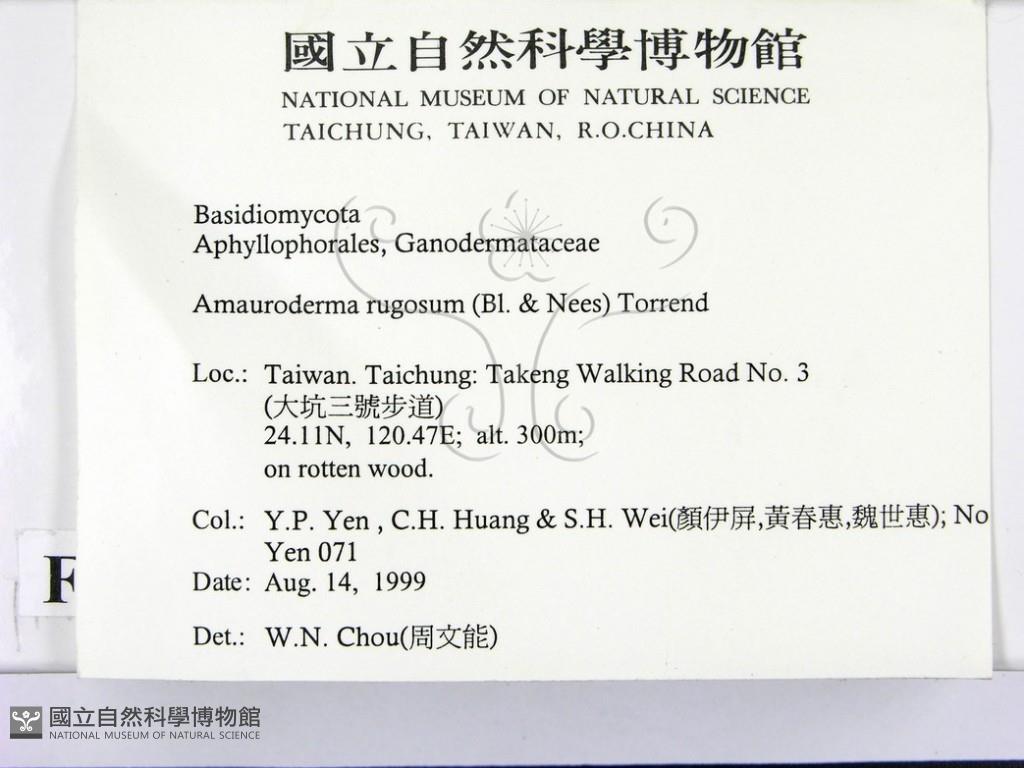 國立自然科學博物館
NATIONAL MUSEUM OF NATURAL SCIENCE
TAICHUNG, TAIWAN, R.O.CHINA
Basidiomycota
Aphyllophorales, Ganodermataceae
Amauroderma rugosum (Bl. & Nees) Torrend
Loc.: Taiwan. Taichung: Takeng Walking Road No. 3
(大坑三號步道)
24.11N, 120.47E; alt. 300m;
on rotten wood.
Col.: Y.P. Yen , C.H. Huang & S.H. Wei(顏伊屏,黃春惠,魏世惠); No
Yen 071
Date: Aug. 14, 1999
Det.: W.N. Chou(周文能)
F
國立自然科學博物館
NATIONAL MUSEUM OF NATURAL SCIENCE